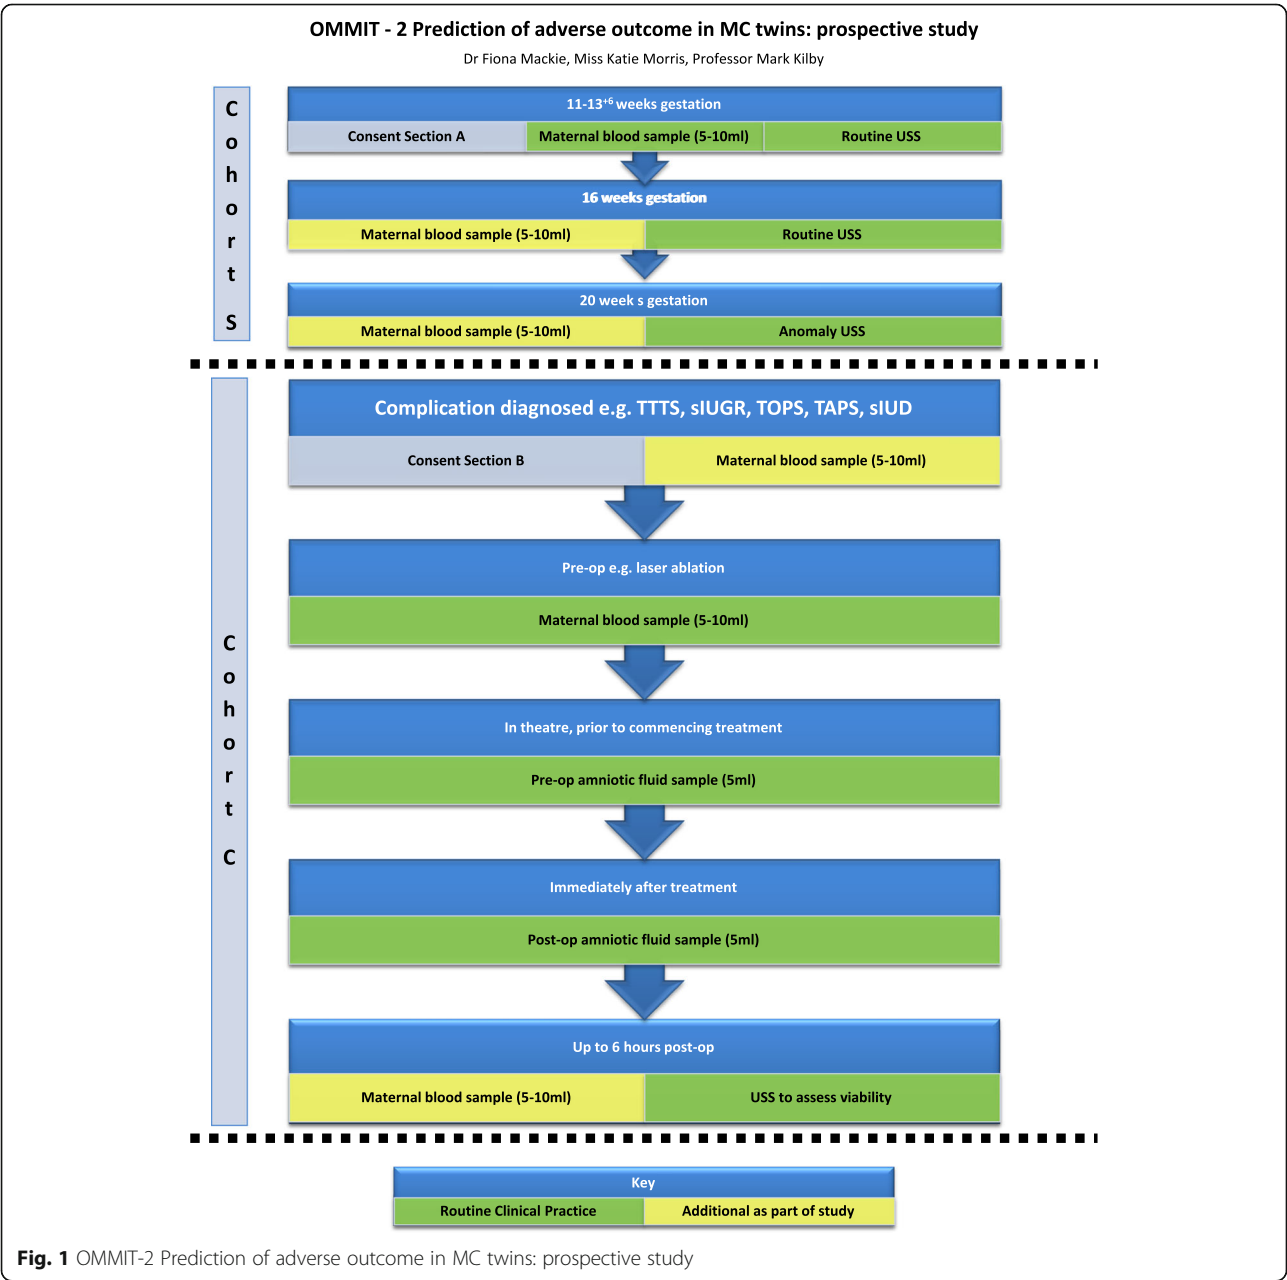 OMMIT - 2 Prediction of adverse outcome in MC twins: prospective study
Dr Fiona Mackie, Miss Katie Morris, Professor Mark Kilby
Cohort S
11-13+6 weeks gestation
Consent Section A
Maternal blood sample (5-10ml)
Routine USS
16 weeks gestation
Maternal blood sample (5-10ml)
Routine USS
20 week s gestation
Maternal blood sample (5-10ml)
Anomaly USS
Cohort C
Complication diagnosed e.g. TTTS, sIUGR, TOPS, TAPS, sIUD
Consent Section B
Maternal blood sample (5-10ml)
Pre-op e.g. laser ablation
Maternal blood sample (5-10ml)
In theatre, prior to commencing treatment
Pre-op amniotic fluid sample (5ml)
Immediately after treatment
Post-op amniotic fluid sample (5ml)
Up to 6 hours post-op
Maternal blood sample (5-10ml)
USS to assess viability
Key
Routine Clinical Practice
Additional as part of study
Fig. 1 OMMIT-2 Prediction of adverse outcome in MC twins: prospective study